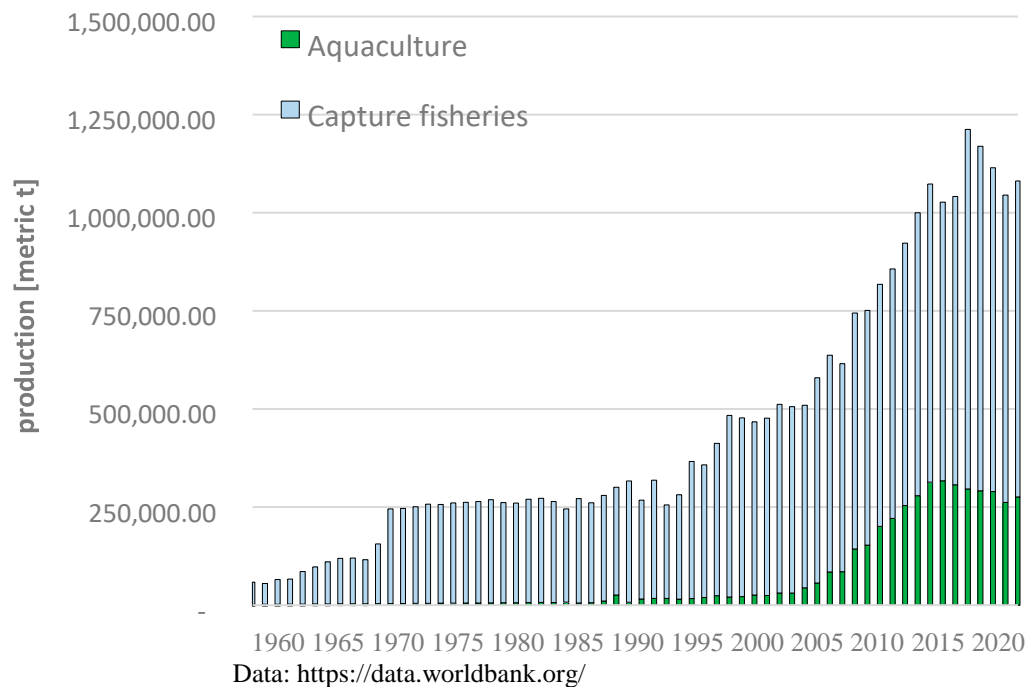 1,500,000.00
Aquaculture
1,250,000.00
Capture fisheries
1,000,000.00
750,000.00
500,000.00
250,000.00
-
production [metric t]
1960 1965 1970 1975 1980 1985 1990 1995 2000 2005 2010 2015 2020
Data: https://data.worldbank.org/